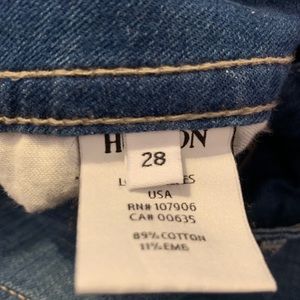 28
USA
RN# 107906
CA# 00635
89% COTTON
11% EME